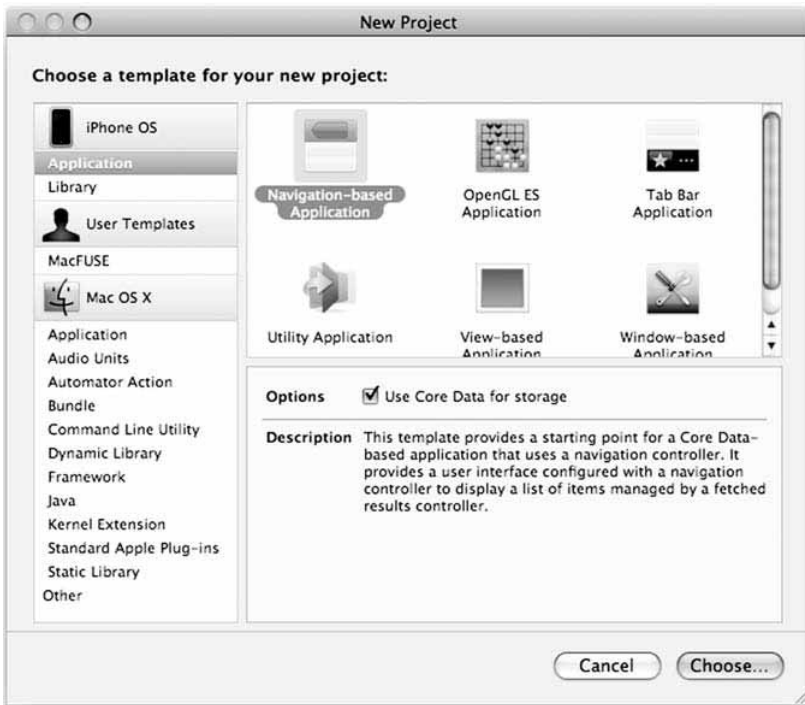 New Project
Choose a template for your new project:
iPhone OS
Application
Library
User Templates
MacFUSE
Mac OS X
Application
Audio Units
Automator Action
Bundle
Command Line Utility
Dynamic Library
Framework
Java
Kernel Extension
Standard Apple Plug-ins
Static Library
Other
Navigation-based
Application
OpenGL ES
Application
Tab Bar
Application
Utility Application
View-based
Application
Window-based
Application
Options
Use Core Data for storage
Description
This template provides a starting point for a Core Data-
based application that uses a navigation controller. It
provides a user interface configured with a navigation
controller to display a list of items managed by a fetched
results controller.
Cancel
Choose...